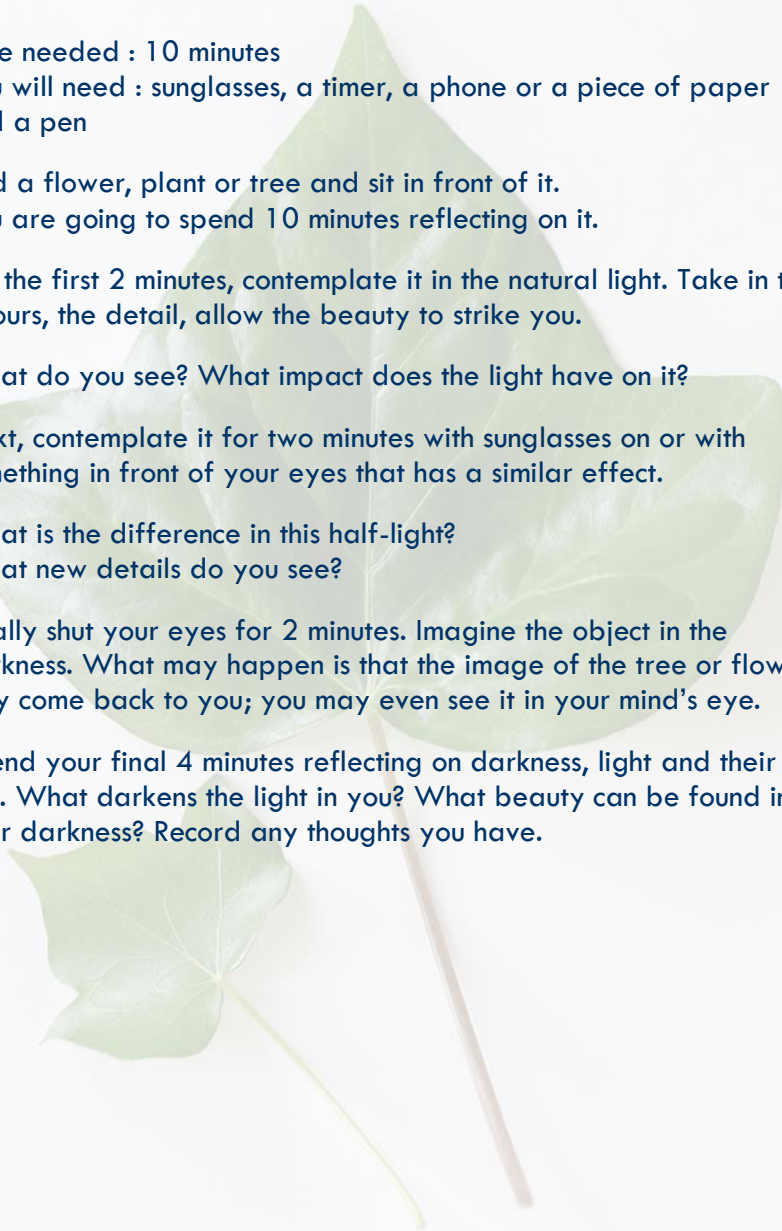 e needed : 10 minutes
u will need : sunglasses, a timer, a phone or a piece of paper
d a pen
d a flower, plant or tree and sit in front of it.
u are going to spend 10 minutes reflecting on it.
the first 2 minutes, contemplate it in the natural light. Take in t
ours, the detail, allow the beauty to strike you.
at do you see? What impact does the light have on it?
xt, contemplate it for two minutes with sunglasses on or with
ething in front of your eyes that has a similar effect.
at is the difference in this half-light?
at new details do you see?
ally shut your eyes for 2 minutes. Imagine the object in the
kness. What may happen is that the image of the tree or flow
y come back to you; you may even see it in your mind's eye.
end your final 4 minutes reflecting on darkness, light and their
. What darkens the light in you? What beauty can be found in
r darkness? Record any thoughts you have.